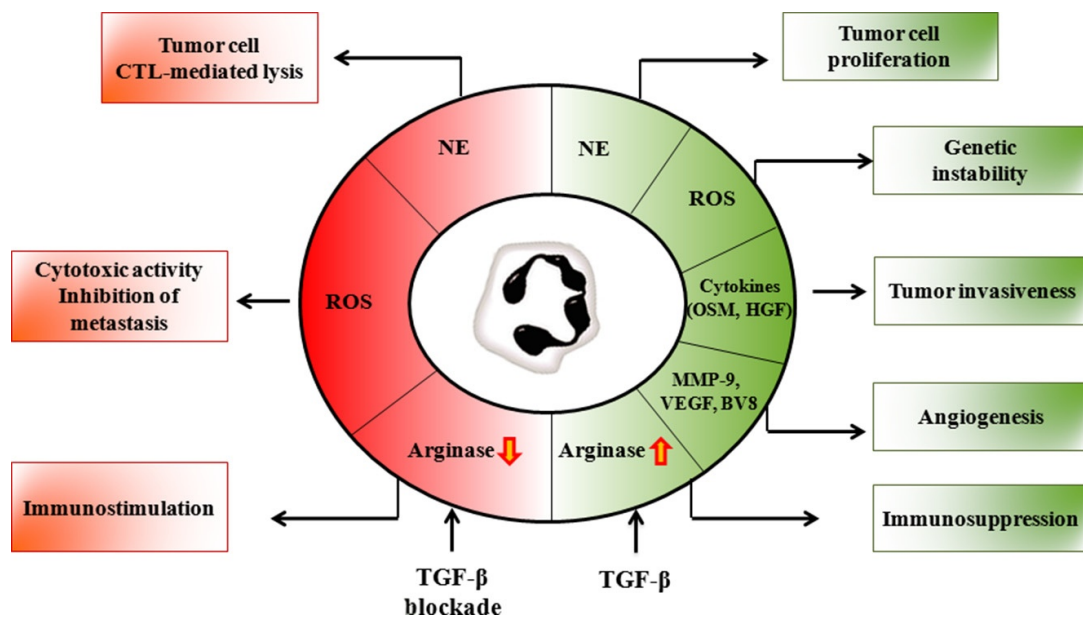 Tumor cell
CTL-mediated lysis
Tumor cell
proliferation
NE
NE
Genetic
instability
ROS
Cytotoxic activity
Inhibition of
metastasis
ROS
Cytokines
(OSM, HGF)
Tumor invasiveness
MMP-9,
VEGF, BV8
Angiogenesis
Arginase
Arginase
Immunostimulation
Immunosuppression
TGF-β
blockade
TGF-β